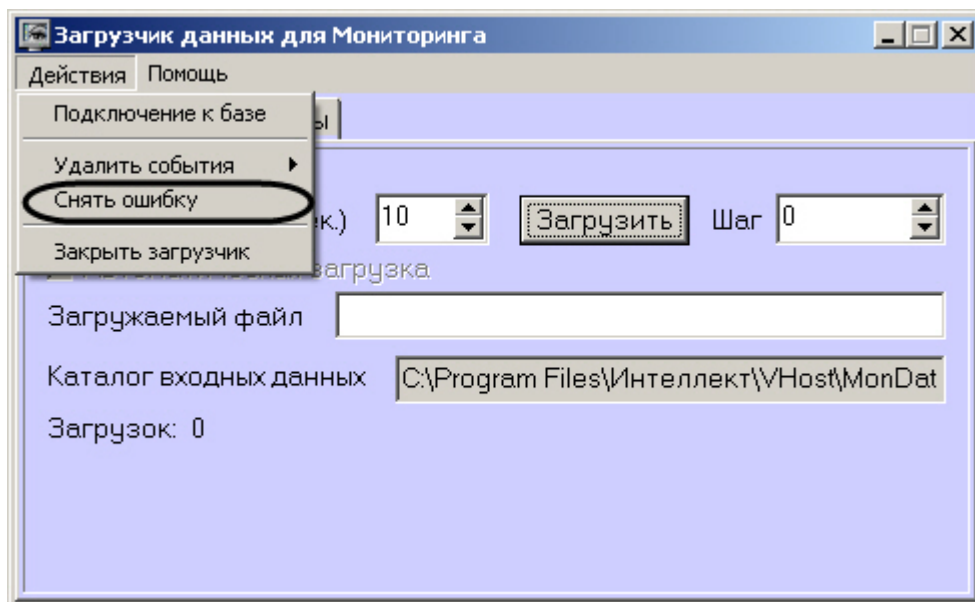 Загрузчик данных для Мониторинга
Действия Помощь
Подключение к базе
ы
Удалить события
Снять ошибку
ек.) 10 Загрузить Шаг 0
Закрыть загрузчик
загрузка
Загружаемый файл
Каталог входных данных C:\Program Files\Интеллект\VHost\MonDat
Загрузок: 0